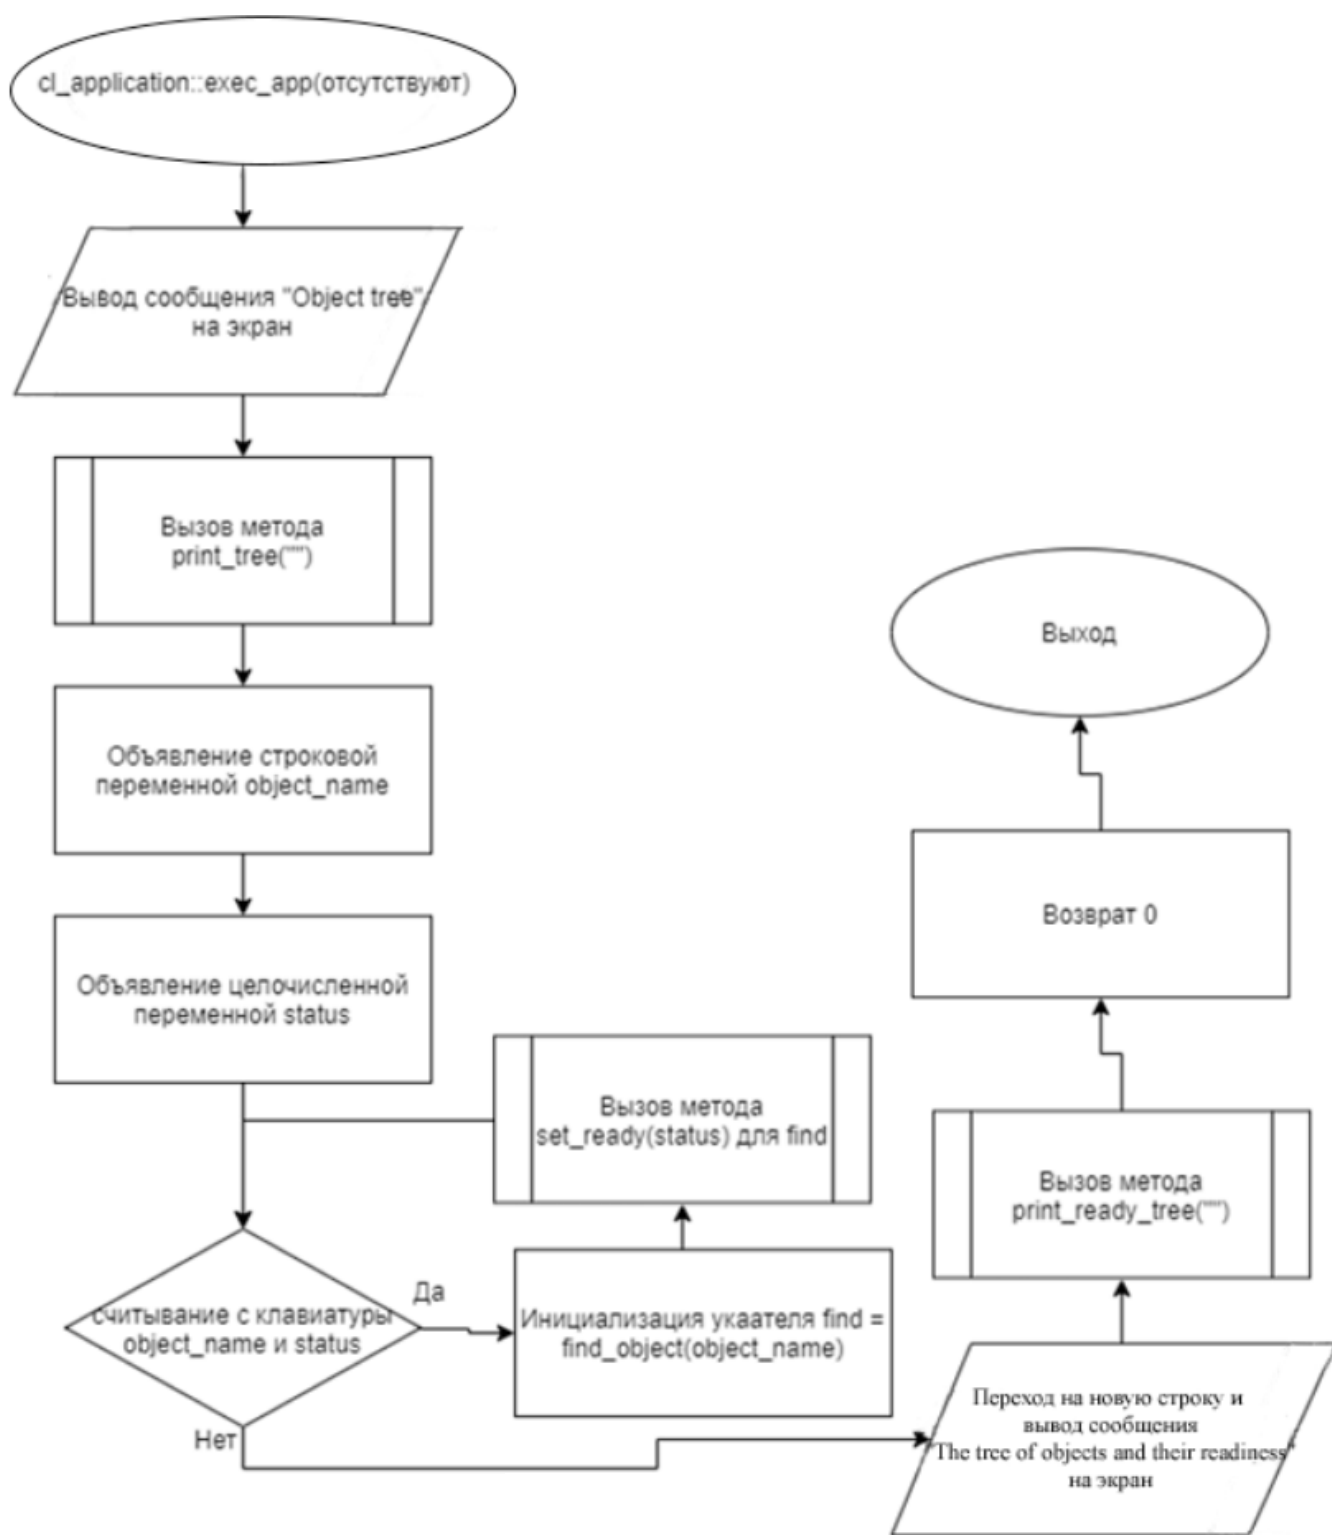 cl_application::exec_app(отсутствуют)
Вывод сообщения "Object tree"
на экран
Вызов метода
print_tree("")
Объявление строковой
переменной object_name
Объявление целочисленной
переменной status
считывание с клавиатуры
object_name и status
Да
Нет
Инициализация укаателя find =
find_object(object_name)
Вызов метода
set_ready(status) для find
Переход на новую строку и
вывод сообщения
"The tree of objects and their readiness"
на экран
Вызов метода
print_ready_tree("")
Возврат 0
Выход